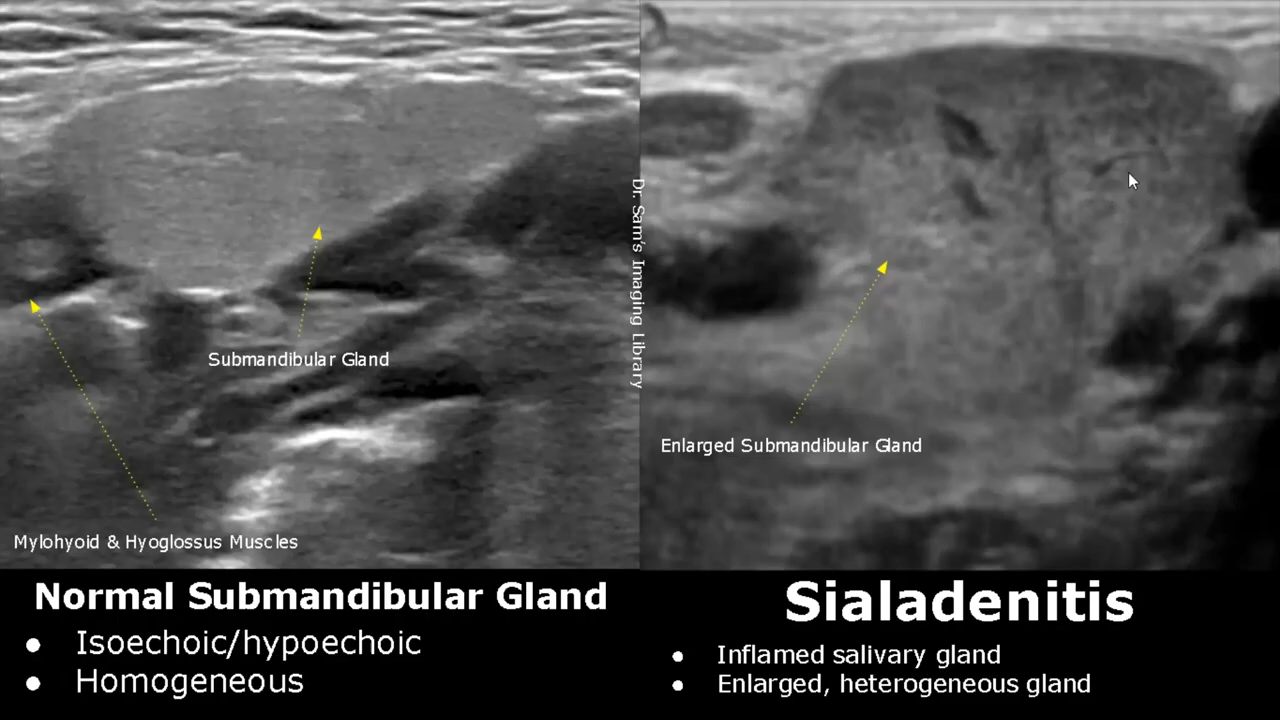 Submandibular Gland
Mylohyoid & Hyoglossus Muscles
Normal Submandibular Gland
● Isoechoic/hypoechoic
● Homogeneous
Dr. Sam's Imaging Library
Enlarged Submandibular Gland
Sialadenitis
● Inflamed salivary gland
● Enlarged, heterogeneous gland